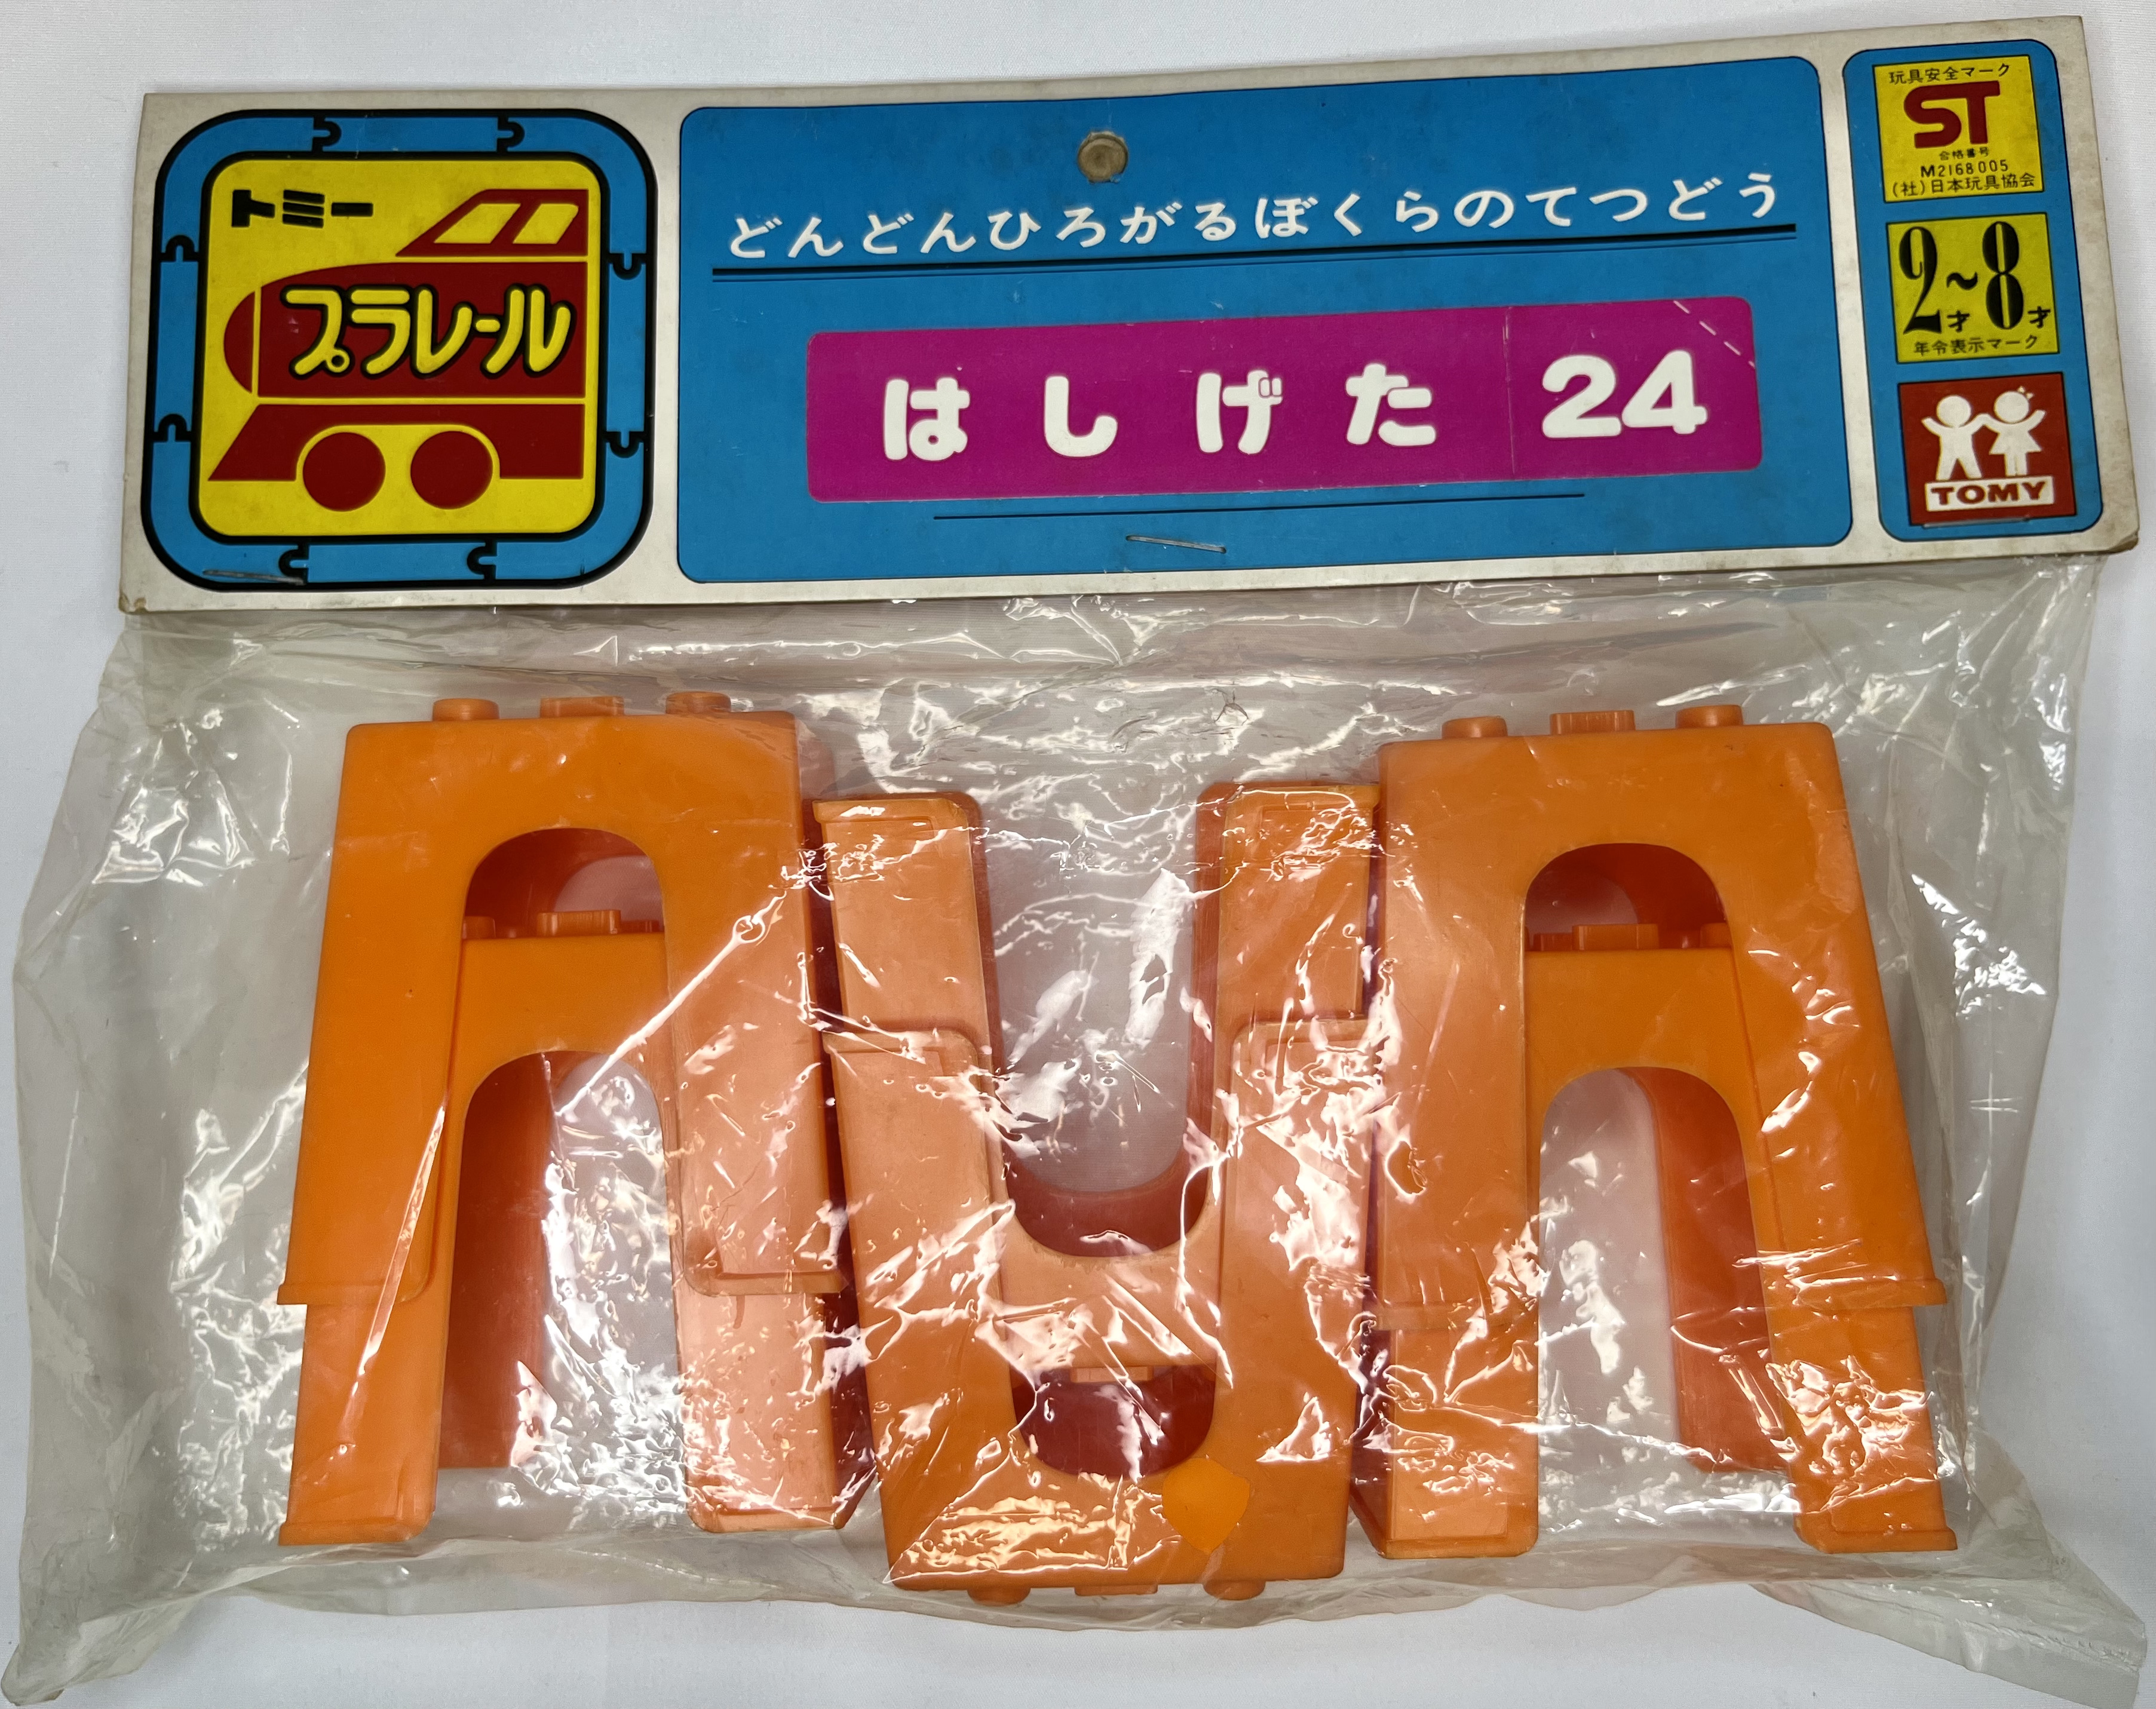 トミー
プラレール
どんどんひろがるぼくらのてつどう
はしげた 24
玩具安全マーク
ST
合格番号
M2168005
(社)日本玩具協会
2才~8才
年令表示マーク
TOMY